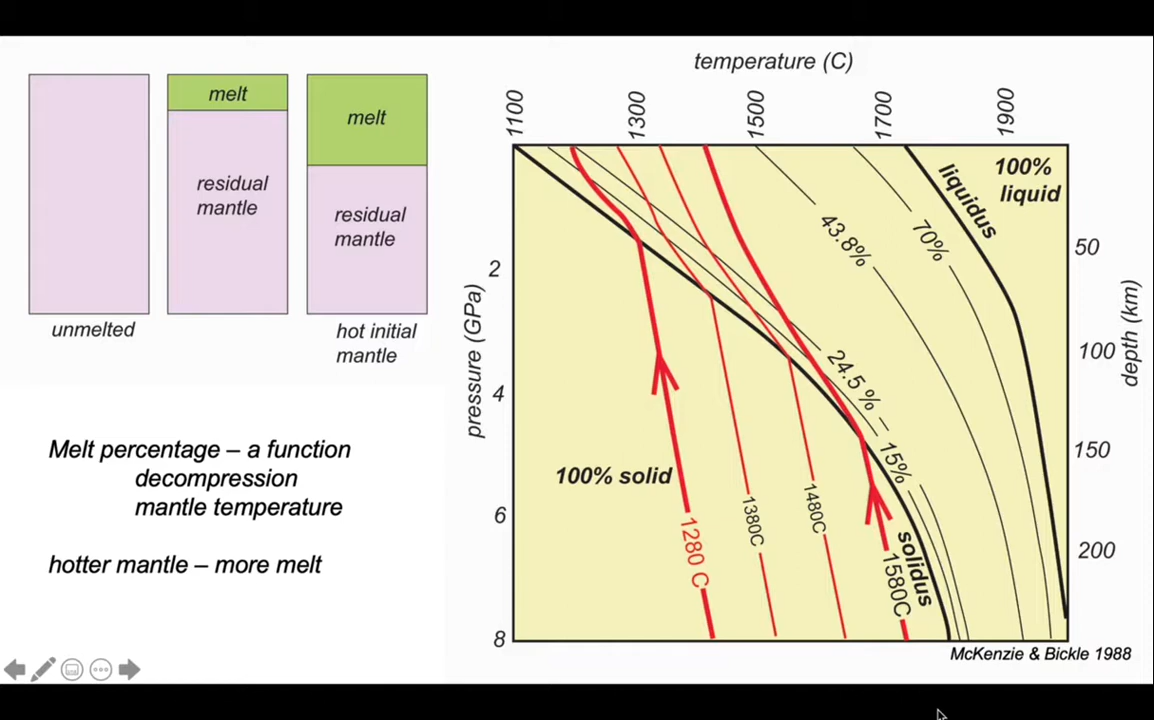 melt
melt
residual
mantle
residual
mantle
unmelted
hot initial
mantle
Melt percentage – a function
decompression
mantle temperature
hotter mantle – more melt
temperature (C)
1100
1300
1500
1700
1900
100%
liquid
liquidus
43.8%
70%
50
2
pressure (GPa)
depth (km)
100
24.5 %
4
150
15%
100% solid
1380C
1480C
6
1280 C
solidus
1580C
200
8
McKenzie & Bickle 1988